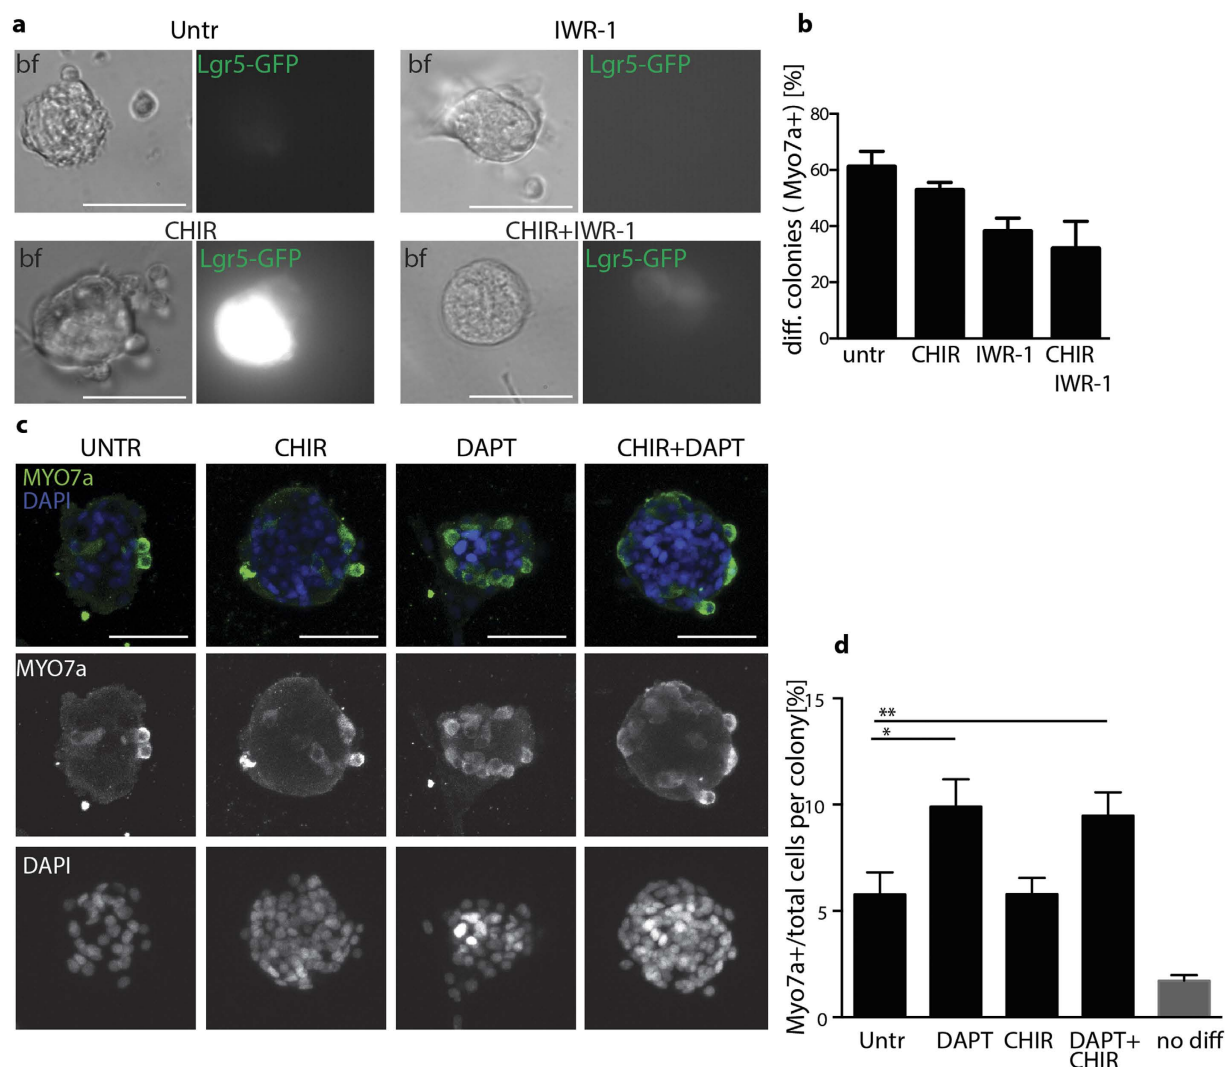 a
Untr
IWR-1
bf
Lgr5-GFP
bf
Lgr5-GFP
CHIR
CHIR+IWR-1
bf
Lgr5-GFP
bf
Lgr5-GFP
b
diff. colonies ( Myo7a+) [%]
80
60
40
20
0
untr
CHIR
IWR-1
CHIR
IWR-1
c
UNTR
CHIR
DAPT
CHIR+DAPT
MYO7a
DAPI
MYO7a
DAPI
d
Myo7a+/total cells per colony[%]
15
10
5
0
**
*
Untr
DAPT
CHIR
DAPT+
CHIR
no diff